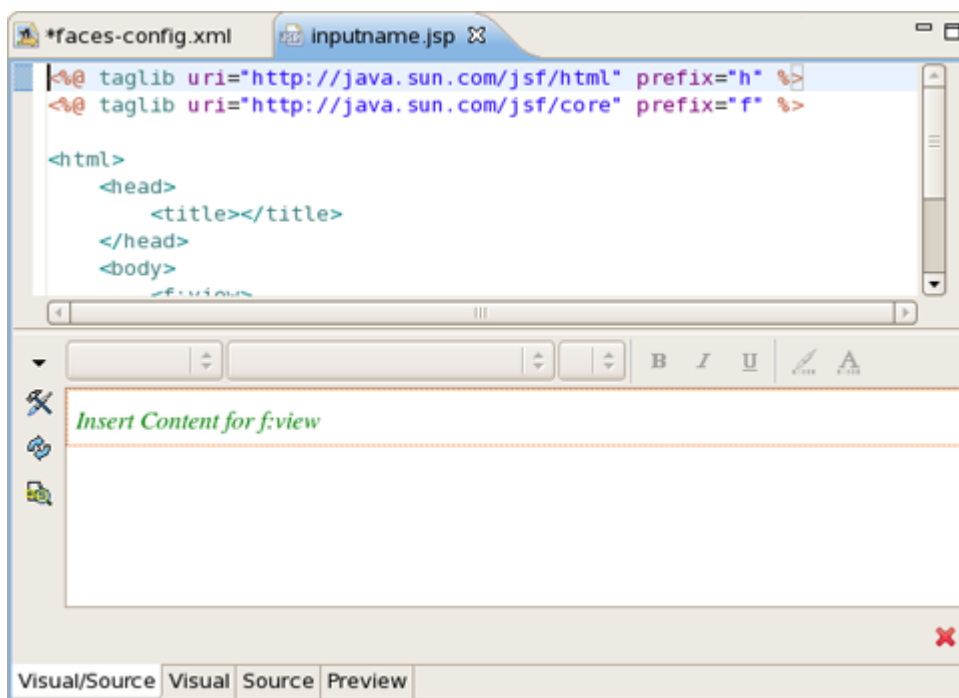 *faces-config.xml inputname.jsp
<%@ taglib uri="http://java.sun.com/jsf/html" prefix="h" %>
<%@ taglib uri="http://java.sun.com/jsf/core" prefix="f" %>
<html>
<head>
<title></title>
</head>
<body>
<f:view>
B I U A
Insert Content for f:view
Visual/Source Visual Source Preview